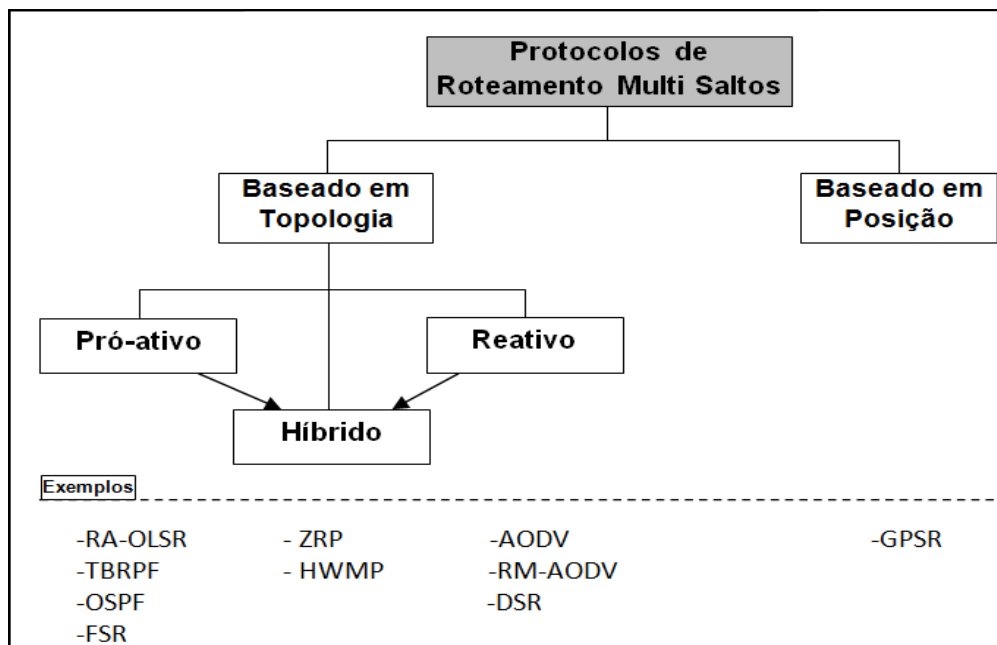 Protocolos de
Roteamento Multi Saltos
Baseado em
Topologia
Baseado em
Posição
Pró-ativo
Reativo
Híbrido
Exemplos
-RA-OLSR
-TBRPF
-OSPF
-FSR
- ZRP
- HWMP
-AODV
-RM-AODV
-DSR
-GPSR